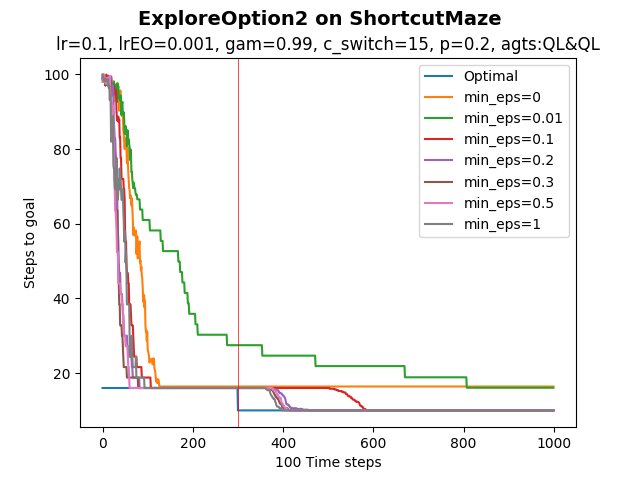 ExploreOption2 on ShortcutMaze
lr=0.1, lrEO=0.001, gam=0.99, c_switch=15, p=0.2, agts:QL&QL
Optimal
min_eps=0
min_eps=0.01
min_eps=0.1
min_eps=0.2
min_eps=0.3
min_eps=0.5
min_eps=1
Steps to goal
100
80
60
40
20
0 200 400 600 800 1000
100 Time steps